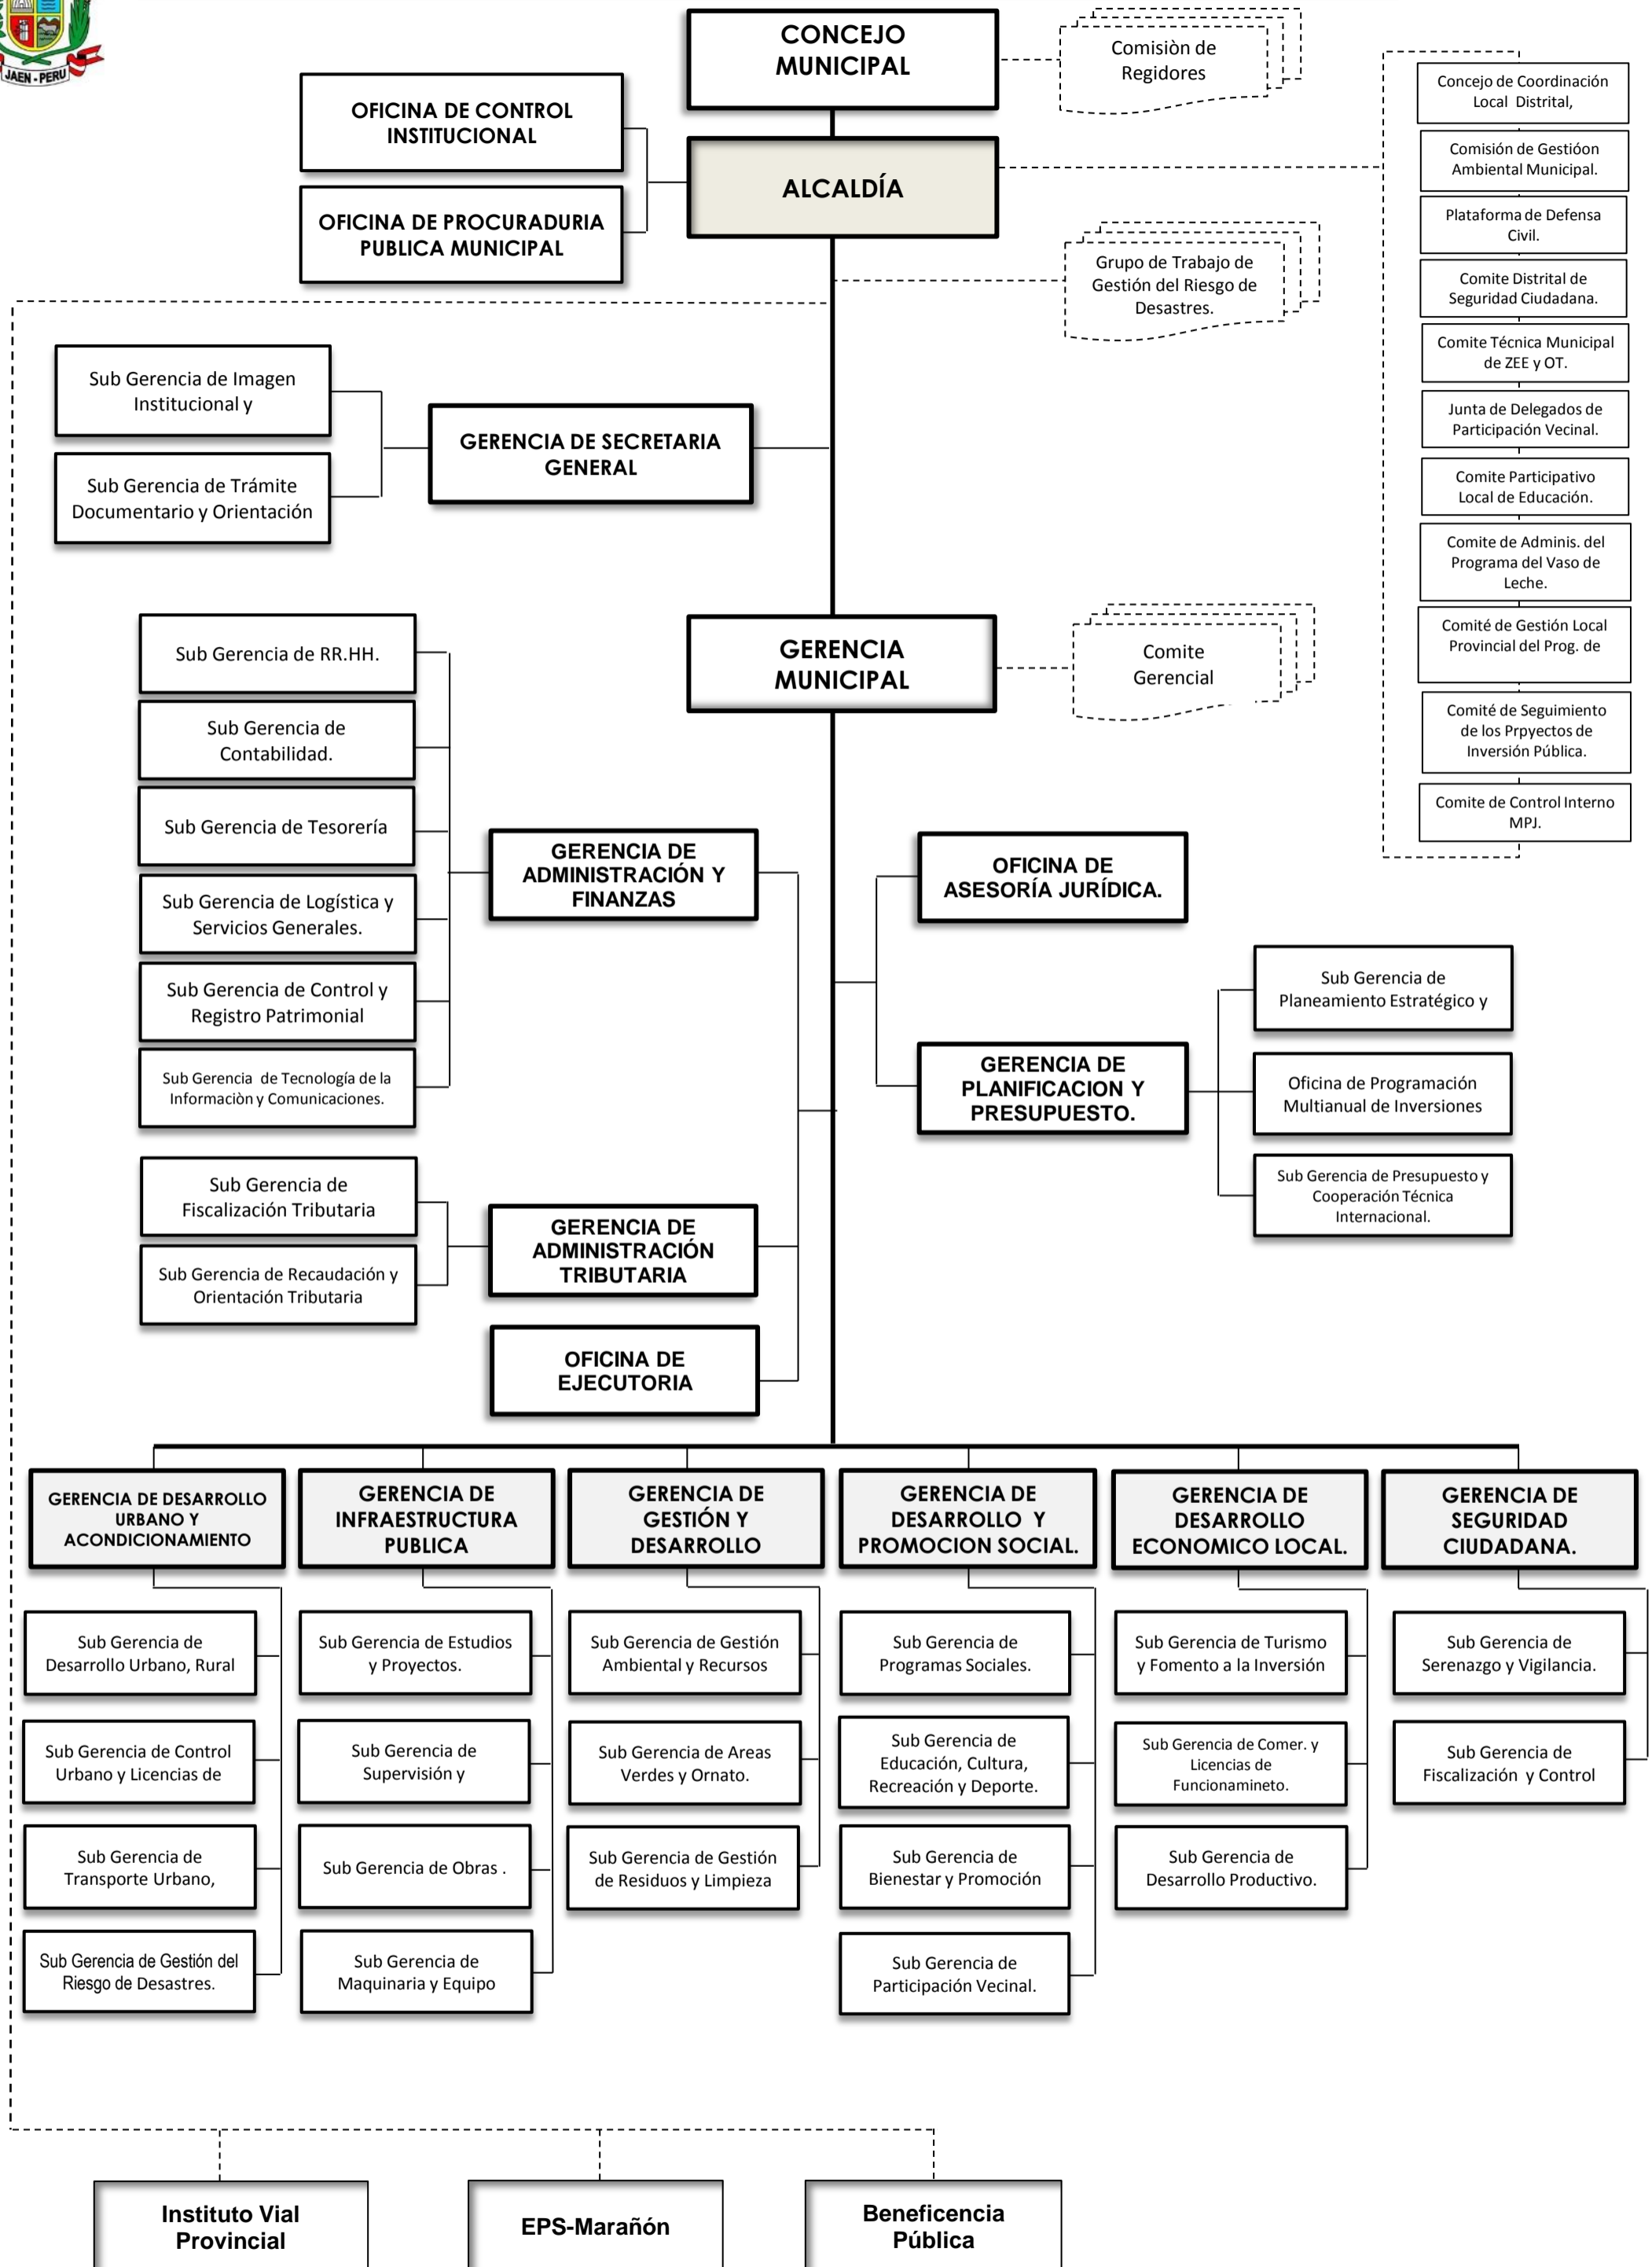 JAEN - PERU
CONCEJO
MUNICIPAL
Comisiòn de
Regidores
OFICINA DE CONTROL
INSTITUCIONAL
OFICINA DE PROCURADURIA
PUBLICA MUNICIPAL
ALCALDÍA
Grupo de Trabajo de
Gestión del Riesgo de
Desastres.
Concejo de Coordinación
Local Distrital,
Comisión de Gestióon
Ambiental Municipal.
Plataforma de Defensa
Civil.
Comite Distrital de
Seguridad Ciudadana.
Comite Técnica Municipal
de ZEE y OT.
Junta de Delegados de
Participación Vecinal.
Comite Participativo
Local de Educación.
Comite de Adminis. del
Programa del Vaso de
Leche.
Comité de Gestión Local
Provincial del Prog. de
Comité de Seguimiento
de los Prpyectos de
Inversión Pública.
Comite de Control Interno
MPJ.
Sub Gerencia de Imagen
Institucional y
Sub Gerencia de Trámite
Documentario y Orientación
GERENCIA DE SECRETARIA
GENERAL
GERENCIA
MUNICIPAL
Comite
Gerencial
Sub Gerencia de RR.HH.
Sub Gerencia de
Contabilidad.
Sub Gerencia de Tesorería
Sub Gerencia de Logística y
Servicios Generales.
Sub Gerencia de Control y
Registro Patrimonial
Sub Gerencia de Tecnología de la
Informaciòn y Comunicaciones.
GERENCIA DE
ADMINISTRACIÓN Y
FINANZAS
OFICINA DE
ASESORÍA JURÍDICA.
GERENCIA DE
PLANIFICACION Y
PRESUPUESTO.
Sub Gerencia de
Planeamiento Estratégico y
Oficina de Programación
Multianual de Inversiones
Sub Gerencia de Presupuesto y
Cooperación Técnica
Internacional.
Sub Gerencia de
Fiscalización Tributaria
Sub Gerencia de Recaudación y
Orientación Tributaria
GERENCIA DE
ADMINISTRACIÓN
TRIBUTARIA
OFICINA DE
EJECUTORIA
GERENCIA DE DESARROLLO
URBANO Y
ACONDICIONAMIENTO
Sub Gerencia de
Desarrollo Urbano, Rural
Sub Gerencia de Control
Urbano y Licencias de
Sub Gerencia de
Transporte Urbano,
Sub Gerencia de Gestión del
Riesgo de Desastres.
GERENCIA DE
INFRAESTRUCTURA
PUBLICA
Sub Gerencia de Estudios
y Proyectos.
Sub Gerencia de
Supervisión y
Sub Gerencia de Obras .
Sub Gerencia de
Maquinaria y Equipo
GERENCIA DE
GESTIÓN Y
DESARROLLO
Sub Gerencia de Gestión
Ambiental y Recursos
Sub Gerencia de Areas
Verdes y Ornato.
Sub Gerencia de Gestión
de Residuos y Limpieza
GERENCIA DE
DESARROLLO Y
PROMOCION SOCIAL.
Sub Gerencia de
Programas Sociales.
Sub Gerencia de
Educación, Cultura,
Recreación y Deporte.
Sub Gerencia de
Bienestar y Promoción
Sub Gerencia de
Participación Vecinal.
GERENCIA DE
DESARROLLO
ECONOMICO LOCAL.
Sub Gerencia de Turismo
y Fomento a la Inversión
Sub Gerencia de Comer. y
Licencias de
Funcionamineto.
Sub Gerencia de
Desarrollo Productivo.
GERENCIA DE
SEGURIDAD
CIUDADANA.
Sub Gerencia de
Serenazgo y Vigilancia.
Sub Gerencia de
Fiscalización y Control
Instituto Vial
Provincial
EPS-Marañón
Beneficencia
Pública